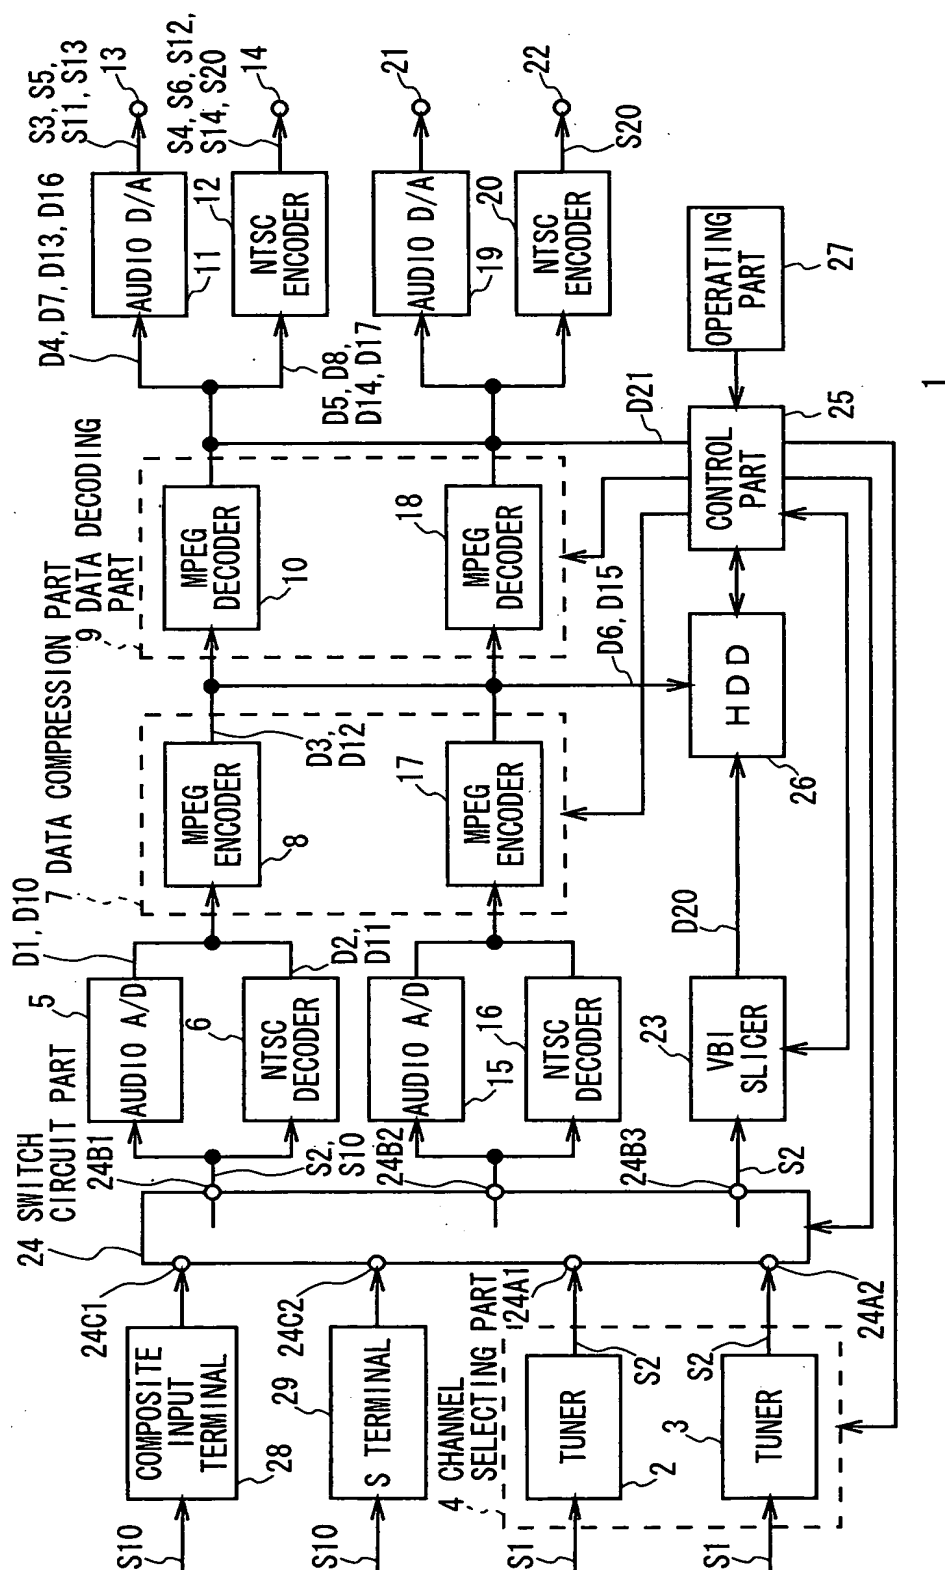 S10
COMPOSITE
INPUT
TERMINAL
28
24C1
S10
S TERMINAL
29
24C2
4 CHANNEL
SELECTING PART
S1
TUNER
2
S2
24A1
S1
TUNER
3
S2
24A2
24 SWITCH
CIRCUIT PART
24B1
S2,
S10
24B2
24B3
S2
AUDIO A/D
5
D1, D10
NTSC
DECODER
6
D2,
D11
AUDIO A/D
15
NTSC
DECODER
16
VBI
SLICER
23
D20
7 DATA COMPRESSION PART
MPEG
ENCODER
8
D3,
D12
MPEG
ENCODER
17
9 DATA DECODING
PART
MPEG
DECODER
10
MPEG
DECODER
18
D6, D15
HDD
26
CONTROL
PART
25
D21
OPERATING
PART
27
D4, D7, D13, D16
AUDIO D/A
11
S3, S5,
S11, S13
13
D5, D8,
D14, D17
NTSC
ENCODER
12
S4, S6, S12,
S14, S20
14
AUDIO D/A
19
21
NTSC
ENCODER
20
22
S20
1